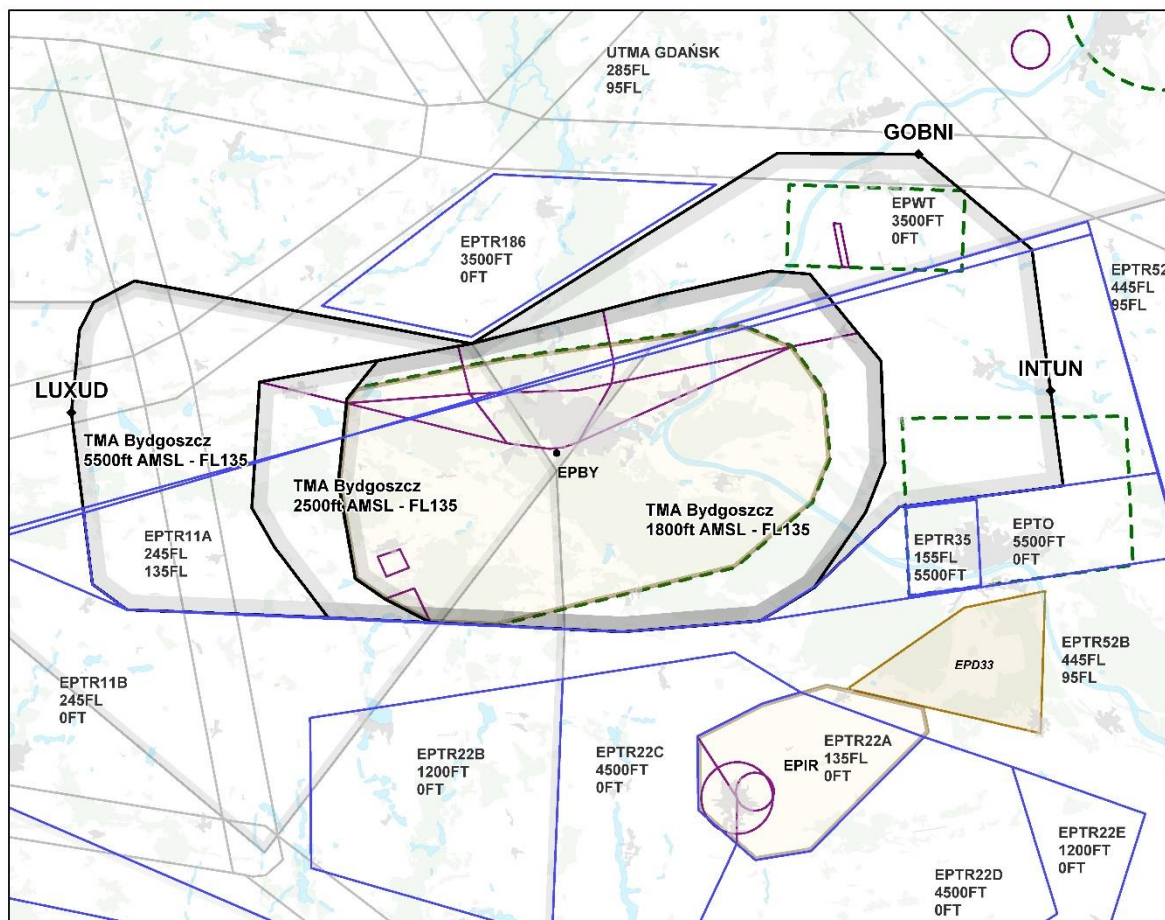 UTMA GDAŃSK
285FL
95FL
GOBNI
EPWT
3500FT
0FT
EPTR186
3500FT
0FT
EPTR52
445FL
95FL
LUXUD
INTUN
TMA Bydgoszcz
5500ft AMSL - FL135
EPBY
TMA Bydgoszcz
2500ft AMSL - FL135
TMA Bydgoszcz
1800ft AMSL - FL135
EPTR11A
245FL
135FL
EPTR35
155FL
5500FT
EPTO
5500FT
0FT
EPD33
EPTR52B
445FL
95FL
EPTR11B
245FL
0FT
EPTR22B
1200FT
0FT
EPTR22C
4500FT
0FT
EPIR
EPTR22A
135FL
0FT
EPTR22E
1200FT
0FT
EPTR22D
4500FT
0FT